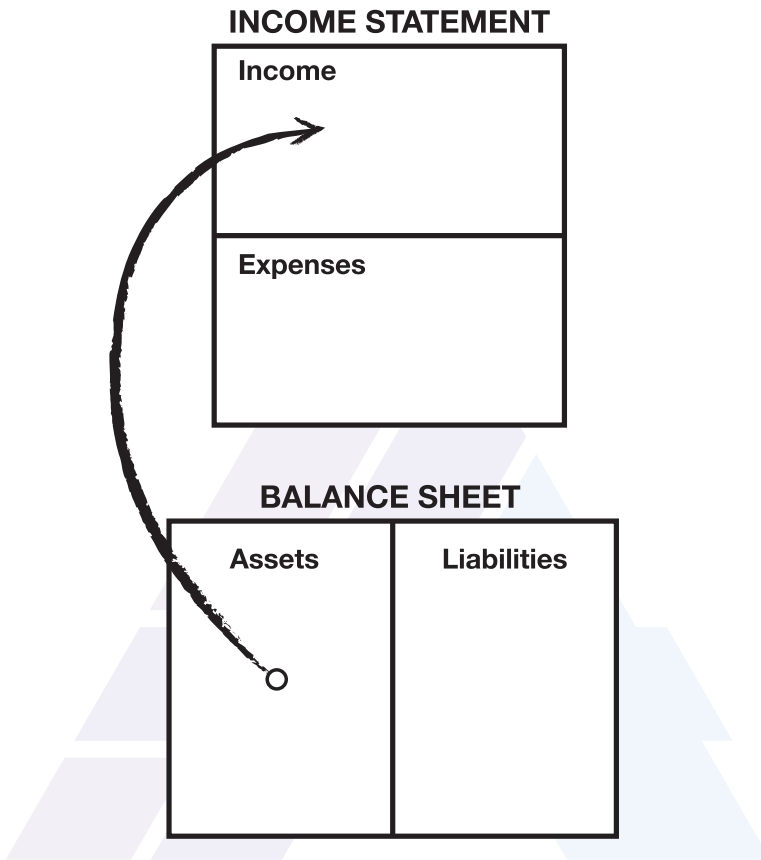 INCOME STATEMENT
Income
Expenses
BALANCE SHEET
Assets
Liabilities